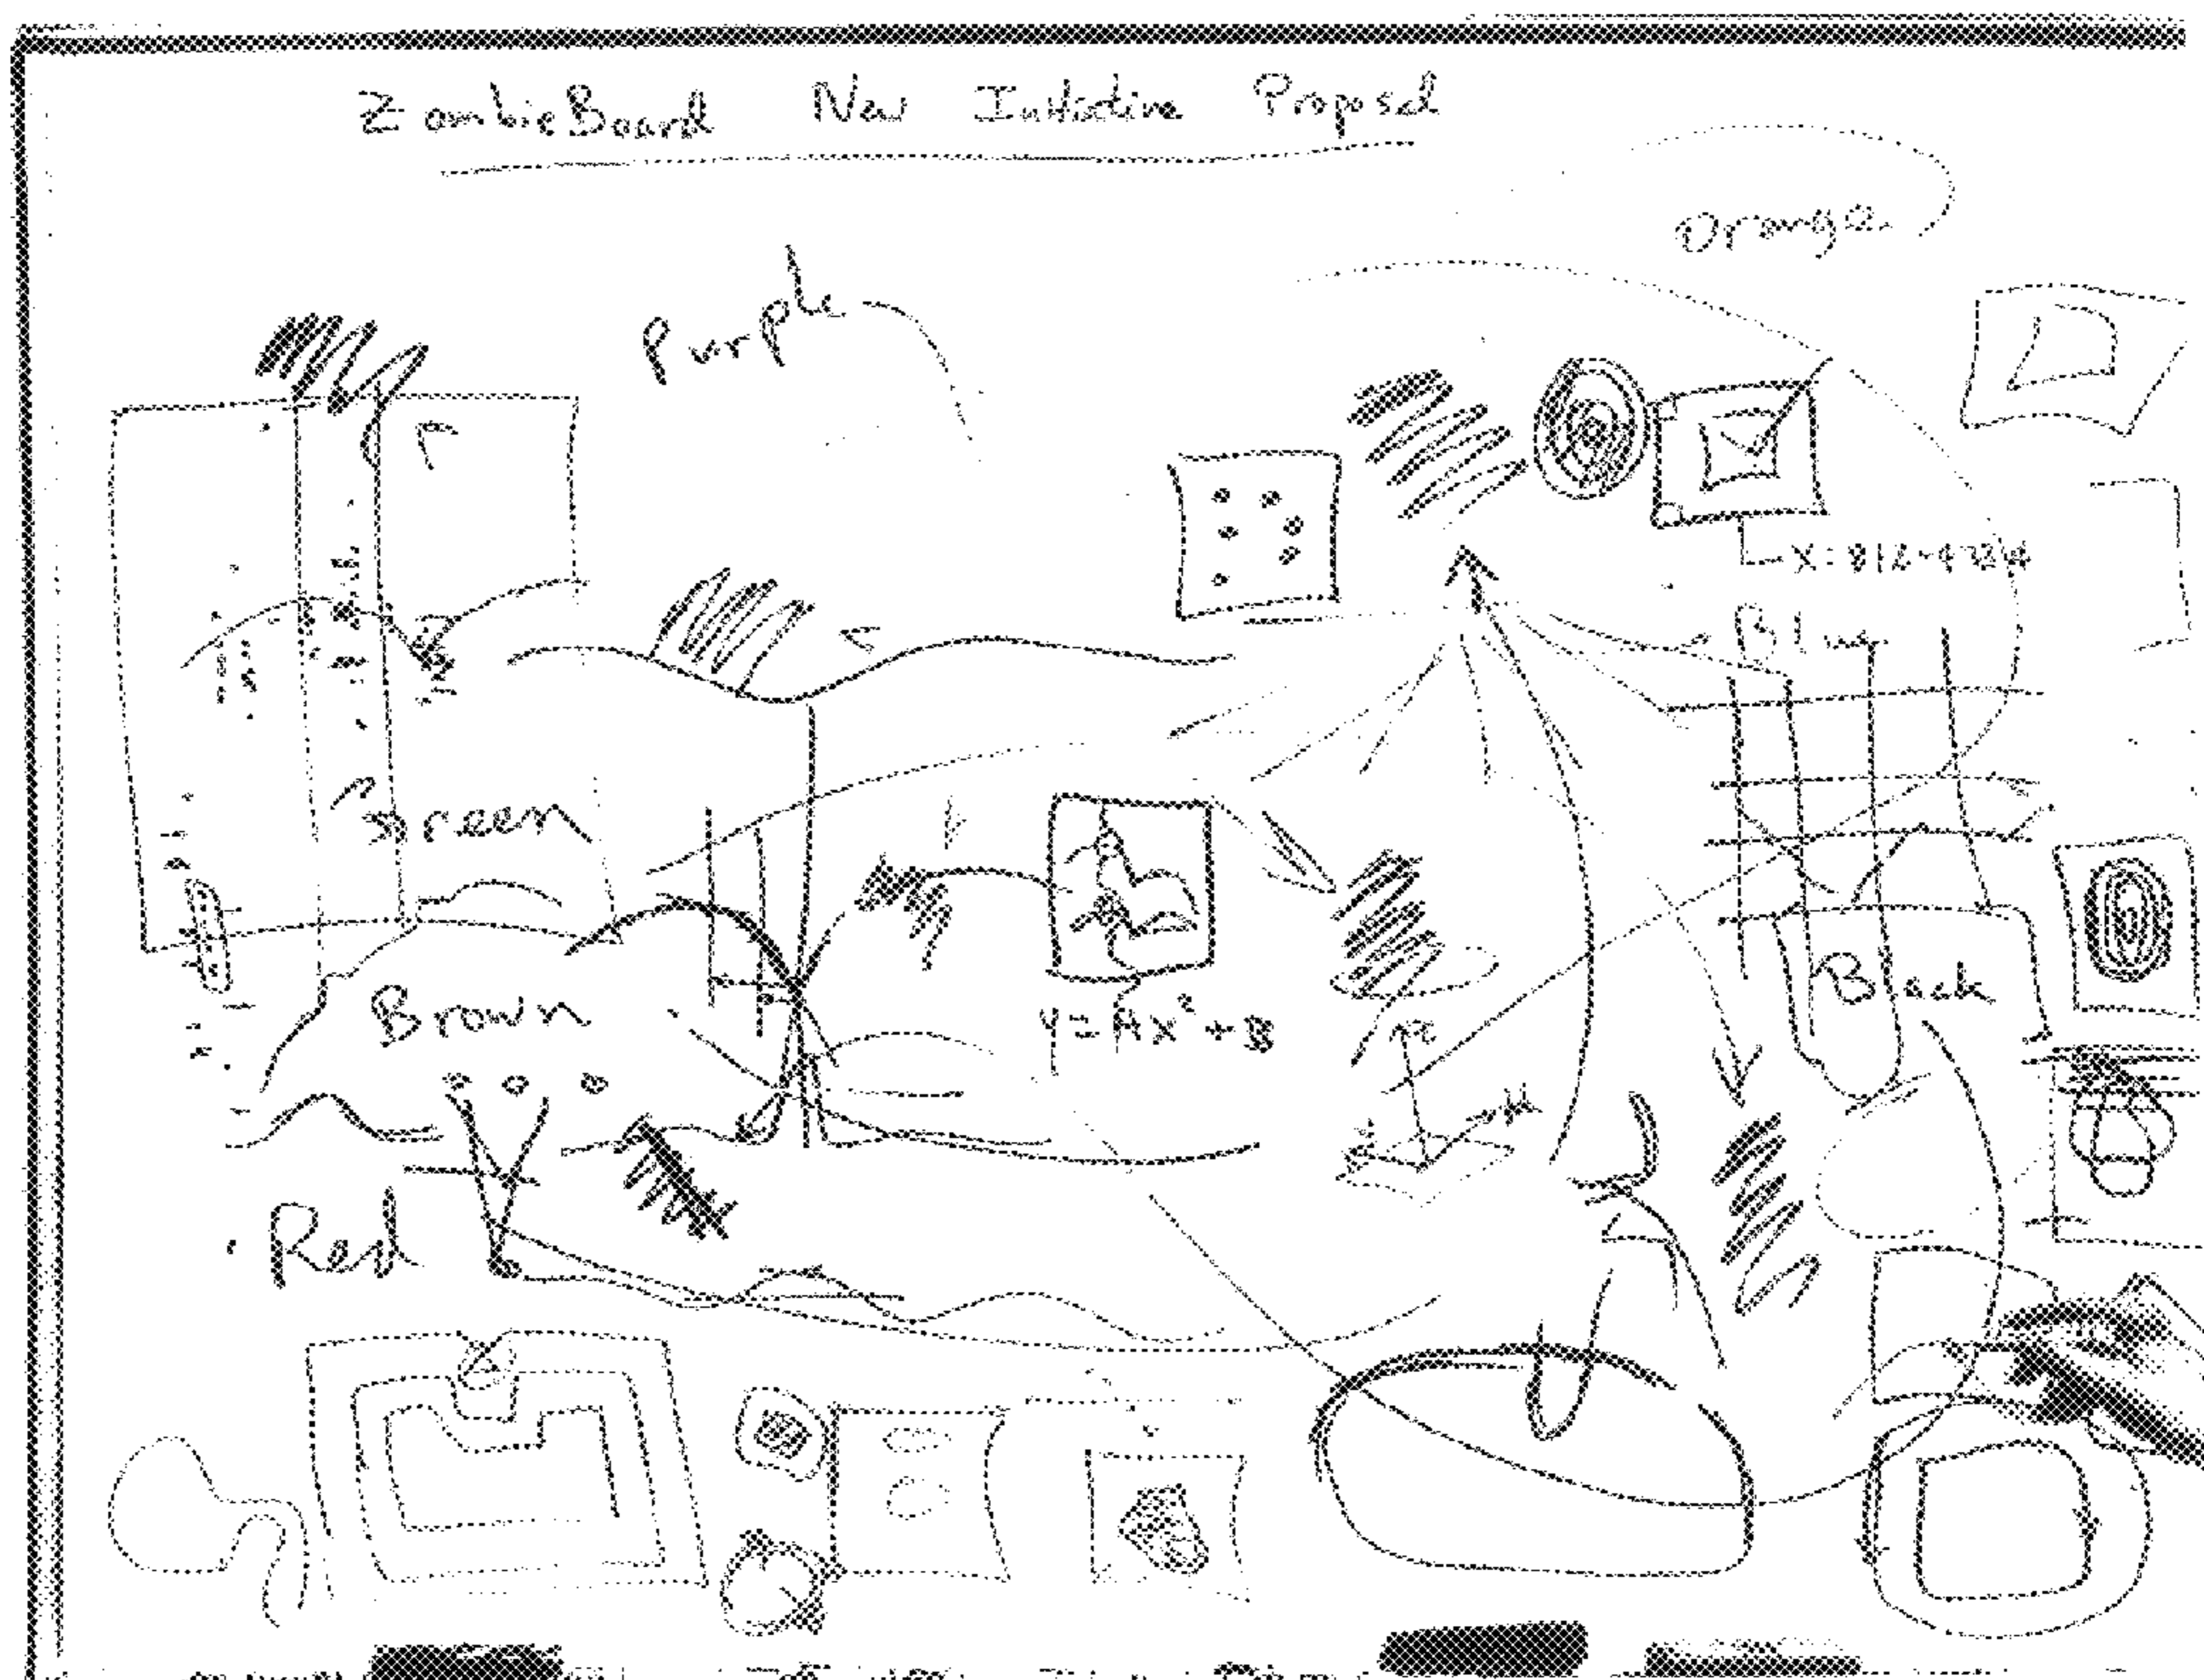 ZombieBoard New Initiative Proposal
Orange
Purple
Blue
Green
Black
Brown
y = Ax² + B
Red